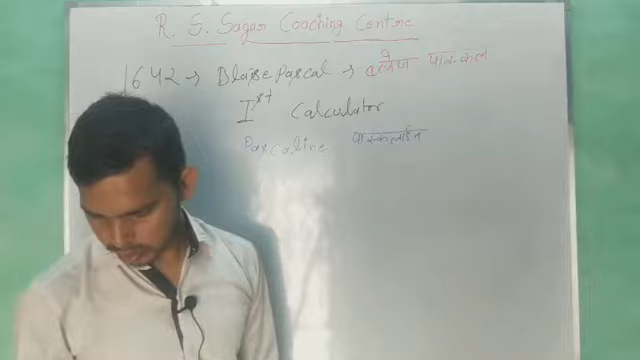 R. S. Sagar Coaching Centre
1642 → Blaise Pascal → ब्लेज पास्कल
Ist Calculator
Pascaline पास्कलाईन